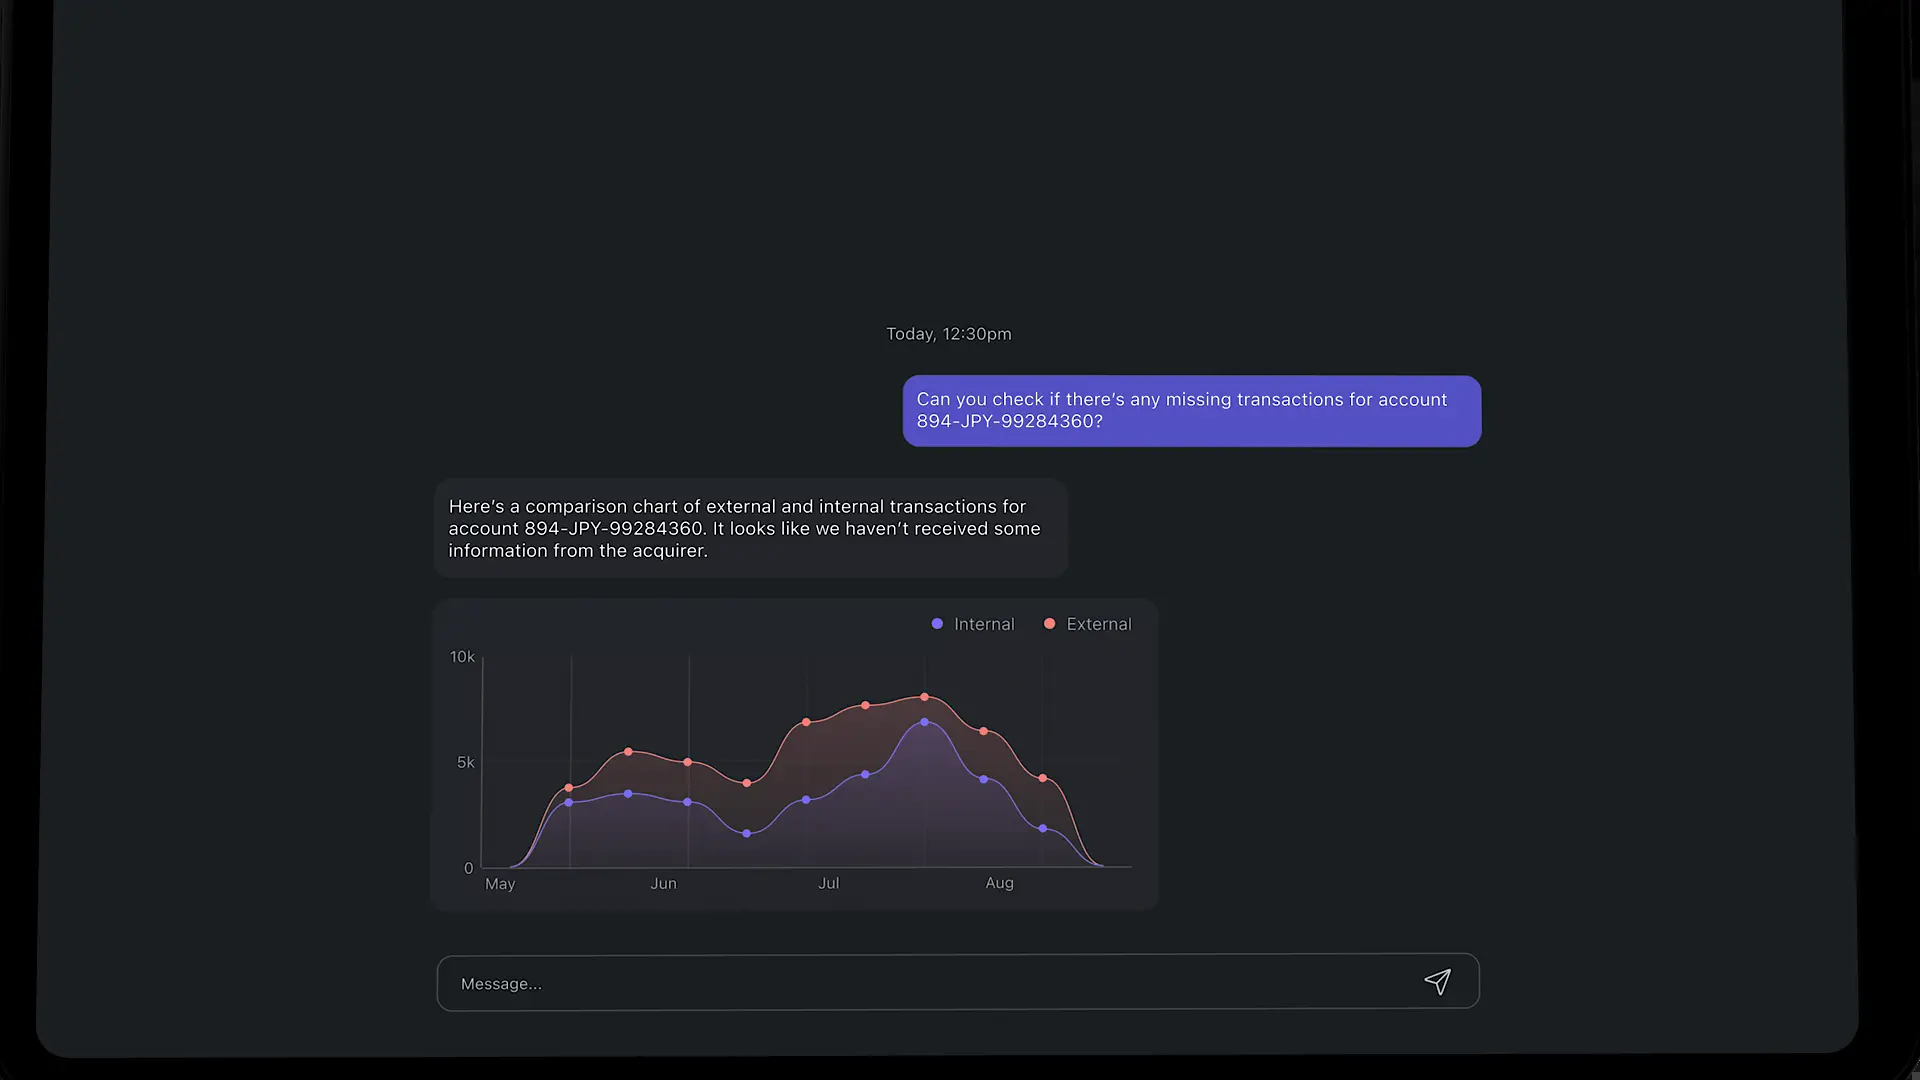 Today, 12:30pm
Can you check if there’s any missing transactions for account
894-JPY-99284360?
Here’s a comparison chart of external and internal transactions for
account 894-JPY-99284360. It looks like we haven’t received some
information from the acquirer.
Internal External
10k
5k
0
May Jun Jul Aug
Message...